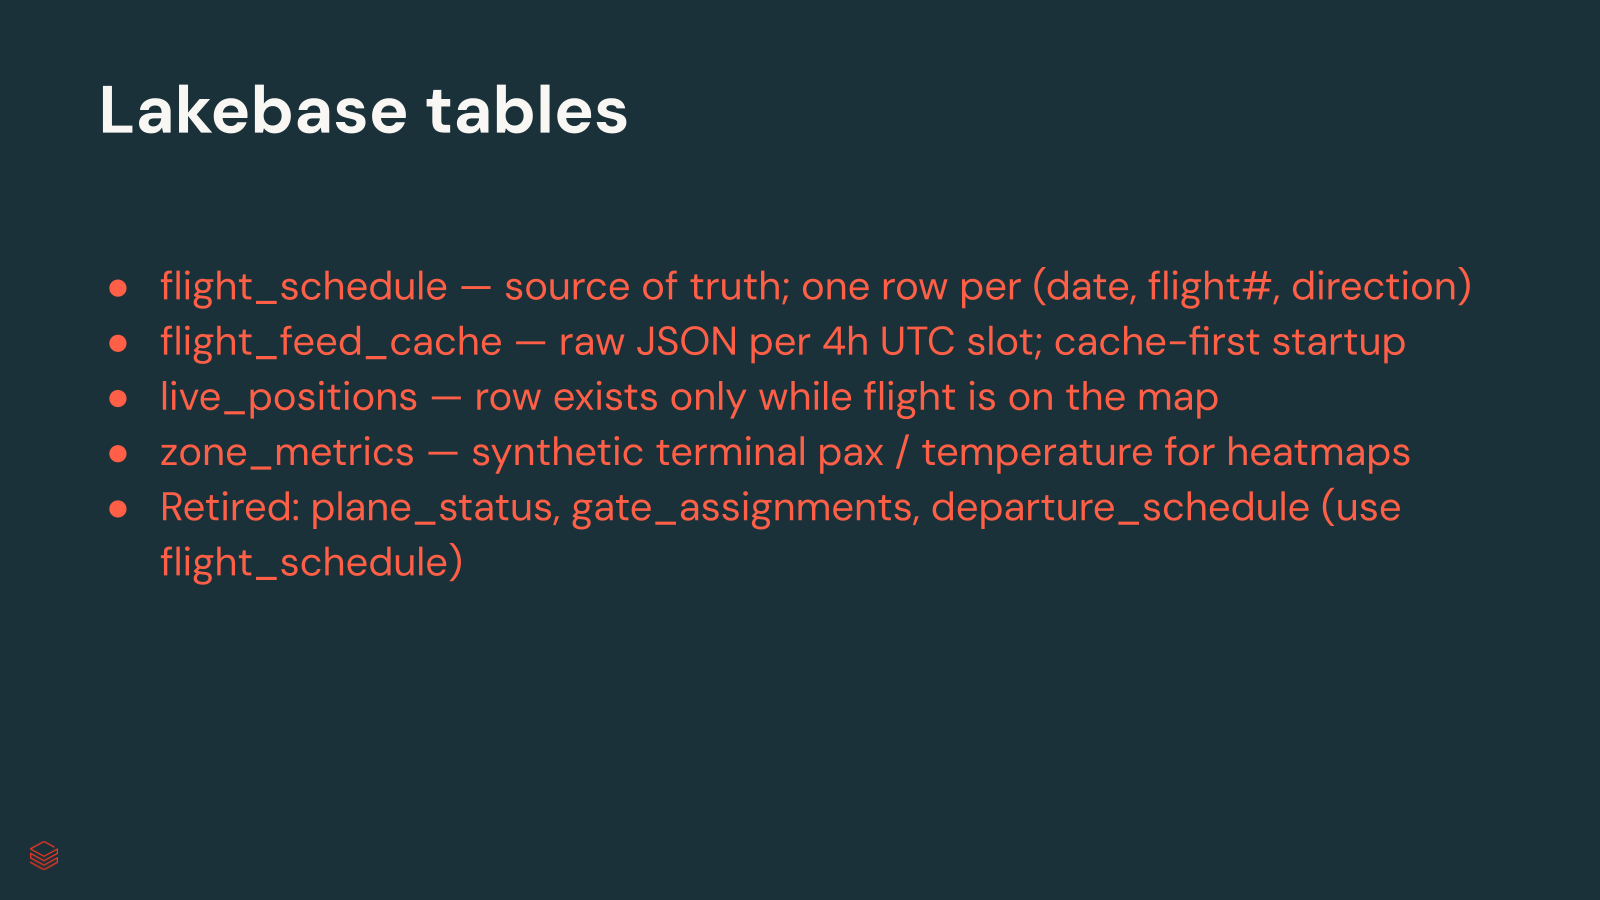 Lakebase tables
● flight_schedule — source of truth; one row per (date, flight#, direction)
● flight_feed_cache — raw JSON per 4h UTC slot; cache-first startup
● live_positions — row exists only while flight is on the map
● zone_metrics — synthetic terminal pax / temperature for heatmaps
● Retired: plane_status, gate_assignments, departure_schedule (use
flight_schedule)